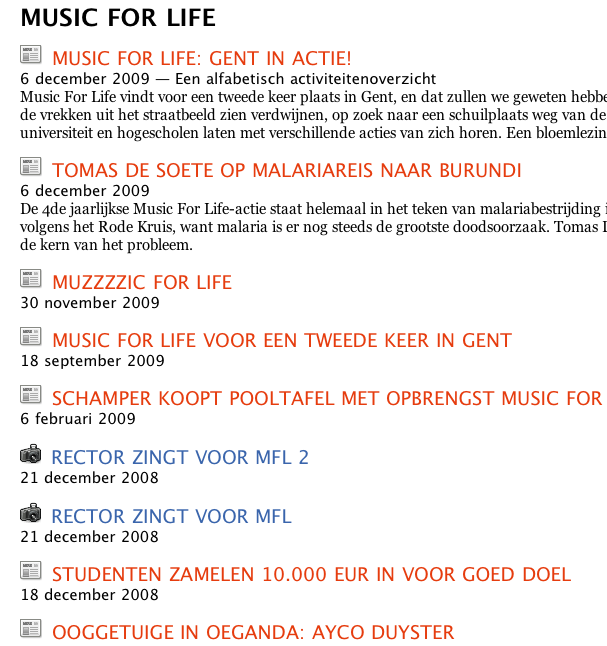 MUSIC FOR LIFE
MUSIC FOR LIFE: GENT IN ACTIE!
6 december 2009 — Een alfabetisch activiteitenoverzicht
Music For Life vindt voor een tweede keer plaats in Gent, en dat zullen we geweten hebbe
de vrekken uit het straatbeeld zien verdwijnen, op zoek naar een schuilplaats weg van de
universiteit en hogescholen laten met verschillende acties van zich horen. Een bloemlezin
TOMAS DE SOETE OP MALARIAREIS NAAR BURUNDI
6 december 2009
De 4de jaarlijkse Music For Life-actie staat helemaal in het teken van malariabestrijding
volgens het Rode Kruis, want malaria is er nog steeds de grootste doodsoorzaak. Tomas
de kern van het probleem.
MUZZZZIC FOR LIFE
30 november 2009
MUSIC FOR LIFE VOOR EEN TWEEDE KEER IN GENT
18 september 2009
SCHAMPER KOOPT POOLTAFEL MET OPBRENGST MUSIC FOR
6 februari 2009
RECTOR ZINGT VOOR MFL 2
21 december 2008
RECTOR ZINGT VOOR MFL
21 december 2008
STUDENTEN ZAMELEN 10.000 EUR IN VOOR GOED DOEL
18 december 2008
OOGGETUIGE IN OEGANDA: AYCO DUYSTER